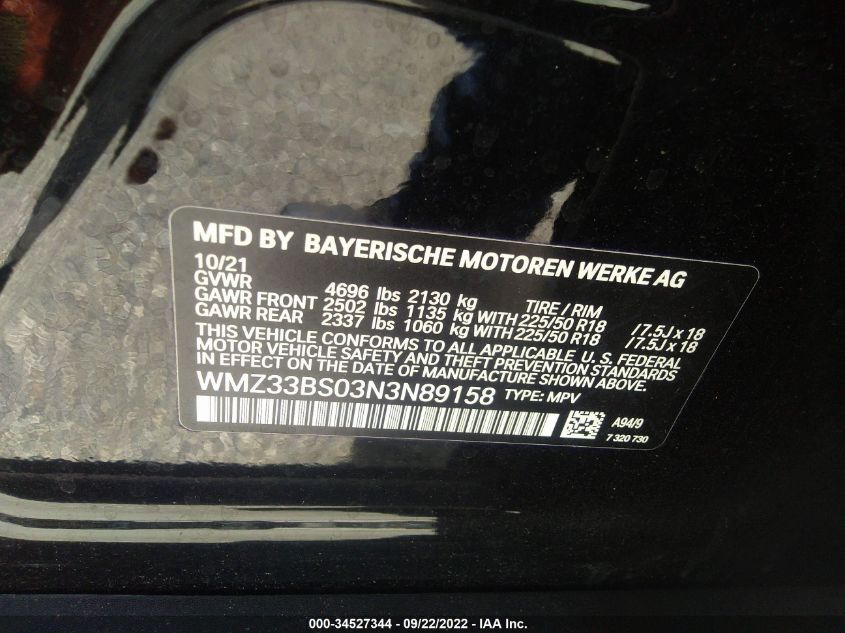 MFD BY BAYERISCHE MOTOREN WERKE AG
10/21
GVWR 4696 lbs 2130 kg TIRE / RIM
GAWR FRONT 2502 lbs 1135 kg WITH 225/50 R18 / 7.5J x 18
GAWR REAR 2337 lbs 1060 kg WITH 225/50 R18 / 7.5J x 18
THIS VEHICLE CONFORMS TO ALL APPLICABLE U. S. FEDERAL
MOTOR VEHICLE SAFETY AND THEFT PREVENTION STANDARDS
IN EFFECT ON THE DATE OF MANUFACTURE SHOWN ABOVE.
WMZ33BS03N3N89158 TYPE: MPV
A94/9
7 320 730
000-34527344 - 09/22/2022 - IAA Inc.